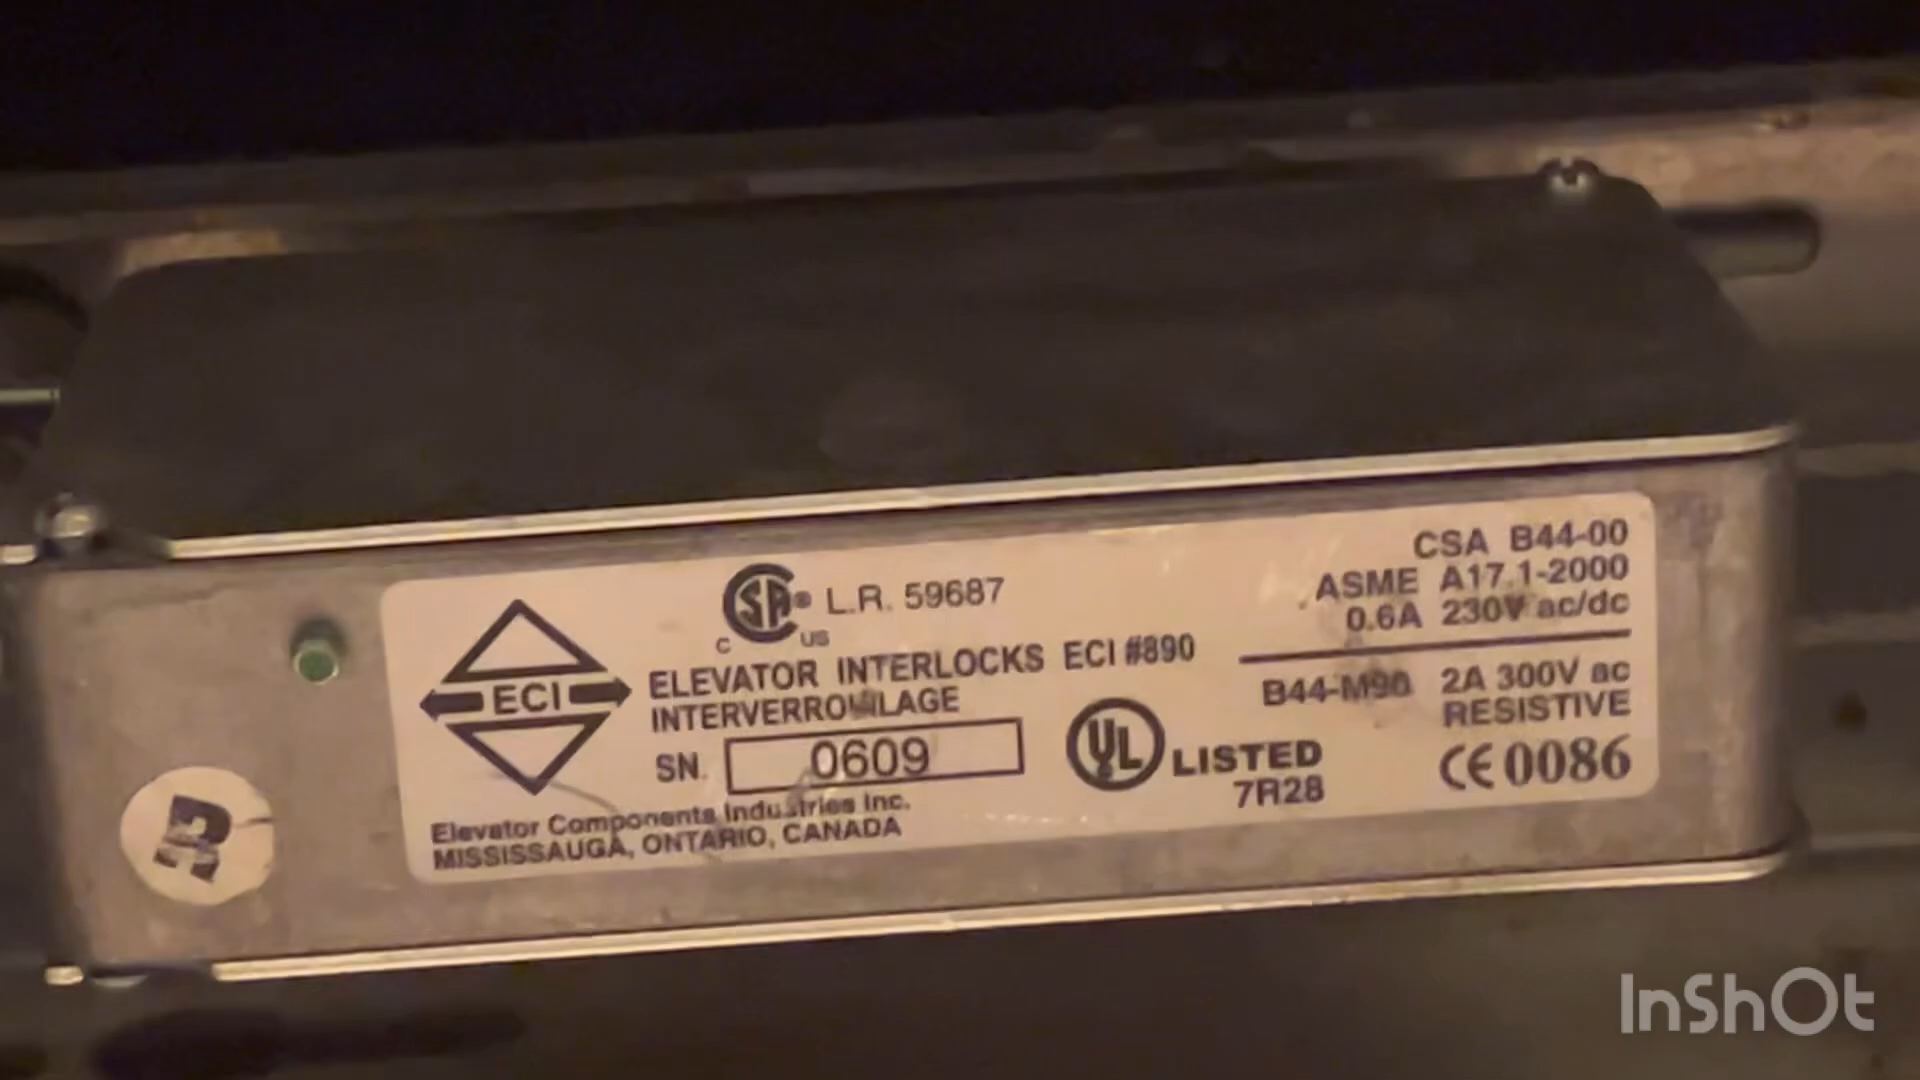 CSA® L.R. 59687
C US
ECI
ELEVATOR INTERLOCKS ECI #890
INTERVERROUILLAGE
SN. 0609
Elevator Components Industries Inc.
MISSISSAUGA, ONTARIO, CANADA
UL LISTED
7R28
CSA B44-00
ASME A17.1-2000
0.6A 230V ac/dc
B44-M90 2A 300V ac
RESISTIVE
CE 0086
R
InShOt